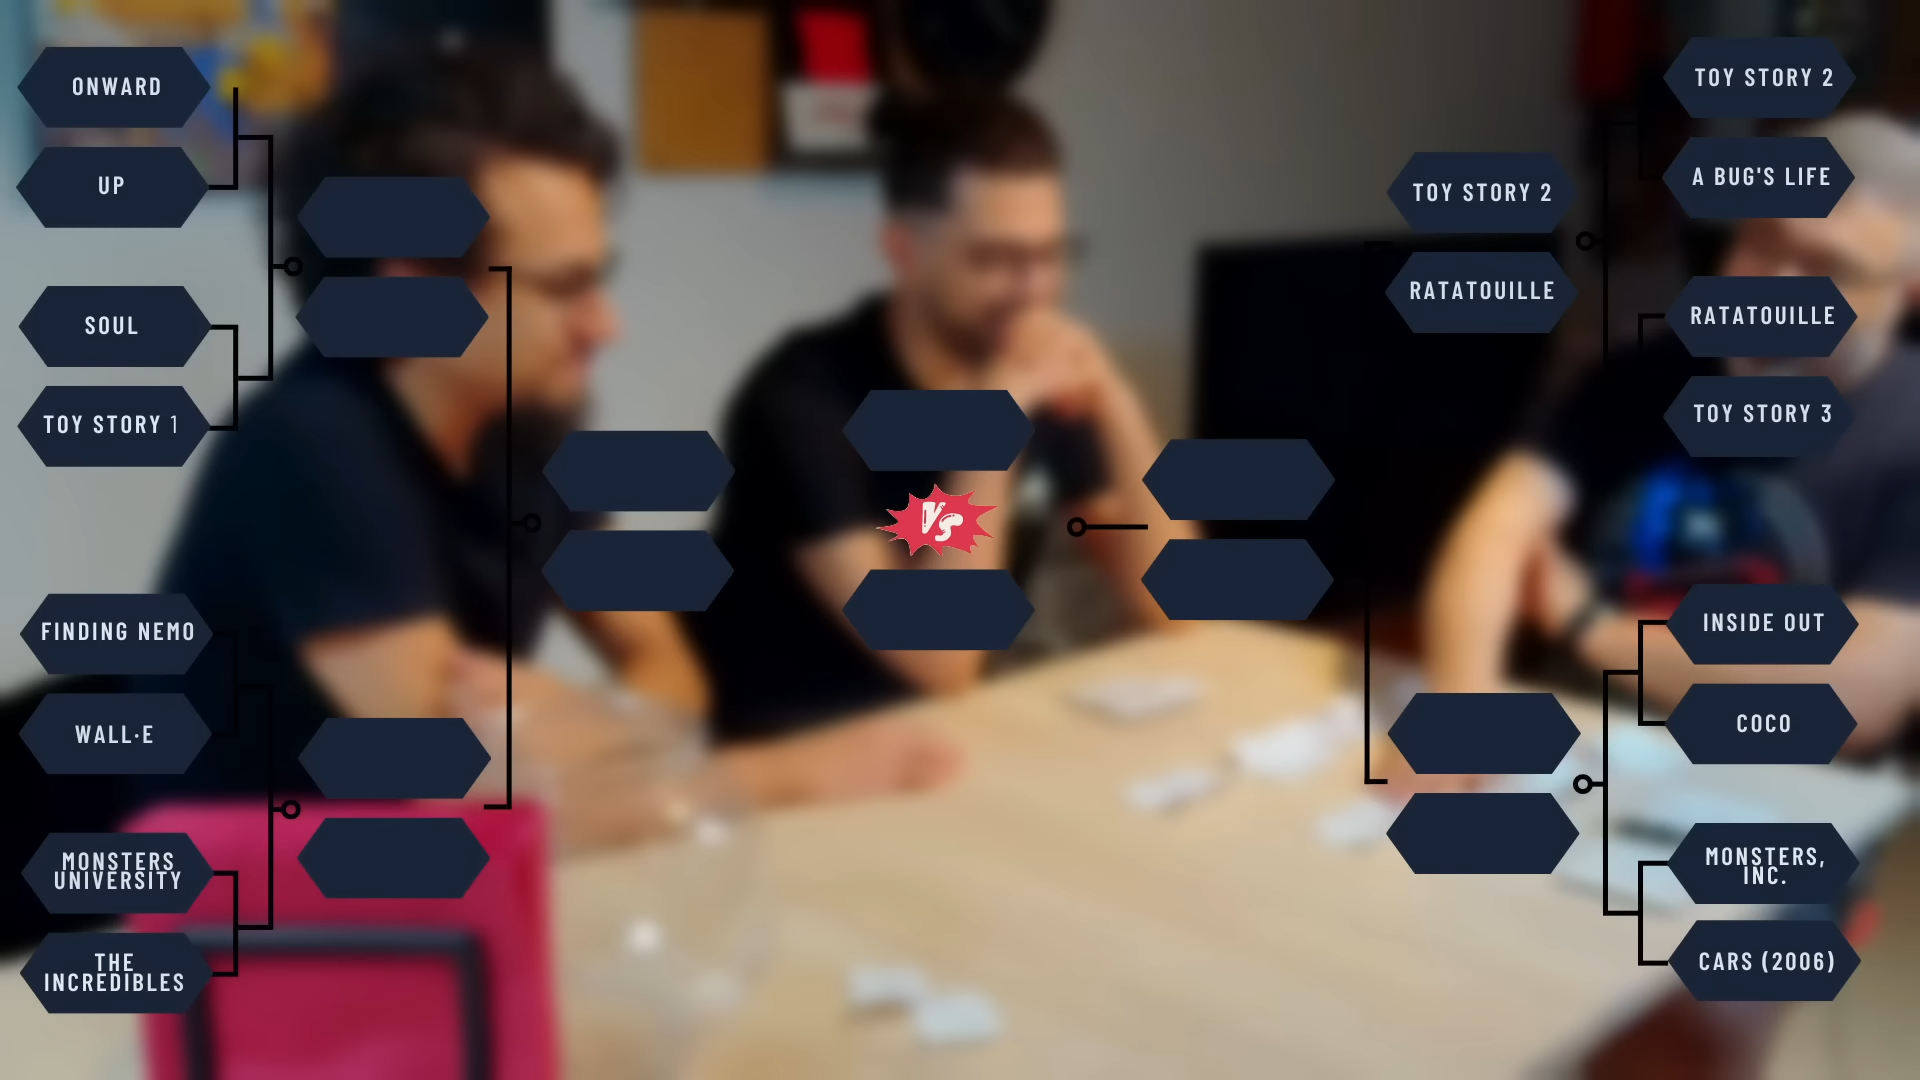 ONWARD
UP
SOUL
TOY STORY 1
FINDING NEMO
WALL·E
MONSTERS
UNIVERSITY
THE
INCREDIBLES
VS
TOY STORY 2
RATATOUILLE
TOY STORY 2
A BUG'S LIFE
RATATOUILLE
TOY STORY 3
INSIDE OUT
COCO
MONSTERS,
INC.
CARS (2006)